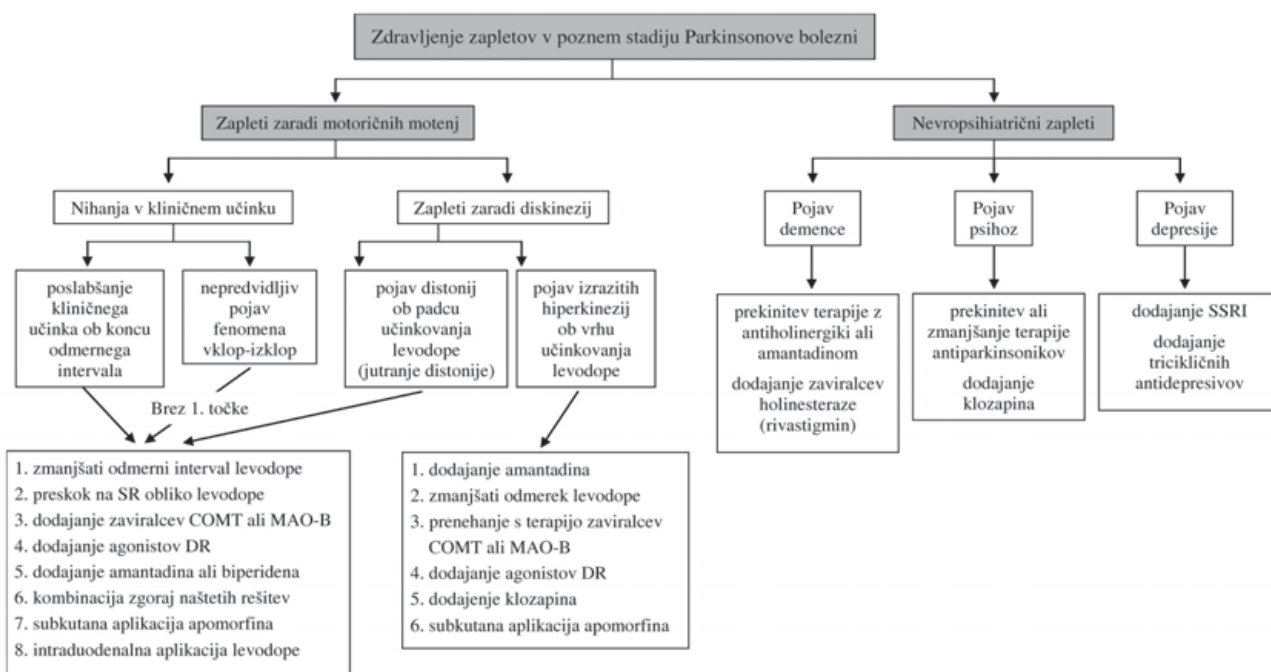 Zdravljenje zapletov v poznem stadiju Parkinsonove bolezni
Zapleti zaradi motoričnih motenj
Nevropsihiatrični zapleti
Nihanja v kliničnem učinku
Zapleti zaradi diskinezij
Pojav
demence
Pojav
psihoz
Pojav
depresije
poslabšanje
kliničnega
učinka ob koncu
odmernega
intervala
nepredvidljiv
pojav
fenomena
vklop-izklop
pojav distonij
ob padcu
učinkovanja
levodope
(jutranje distonije)
pojav izrazitih
hiperkinezij
ob vrhu
učinkovanja
levodope
prekinitev terapije z
antiholinergiki ali
amantadinom
dodajanje zaviralcev
holinesteraze
(rivastigmin)
prekinitev ali
zmanjšanje terapije
antiparkinsonikov
dodajanje
klozapina
dodajanje SSRI
dodajanje
tricikličnih
antidepresivov
Brez 1. točke
1. zmanjšati odmerni interval levodope
2. preskok na SR obliko levodope
3. dodajanje zaviralcev COMT ali MAO-B
4. dodajanje agonistov DR
5. dodajanje amantadina ali biperidena
6. kombinacija zgoraj naštetih rešitev
7. subkutana aplikacija apomorfina
8. intraduodenalna aplikacija levodope
1. dodajanje amantadina
2. zmanjšati odmerek levodope
3. prenehanje s terapijo zaviralcev
COMT ali MAO-B
4. dodajanje agonistov DR
5. dodajenje klozapina
6. subkutana aplikacija apomorfina